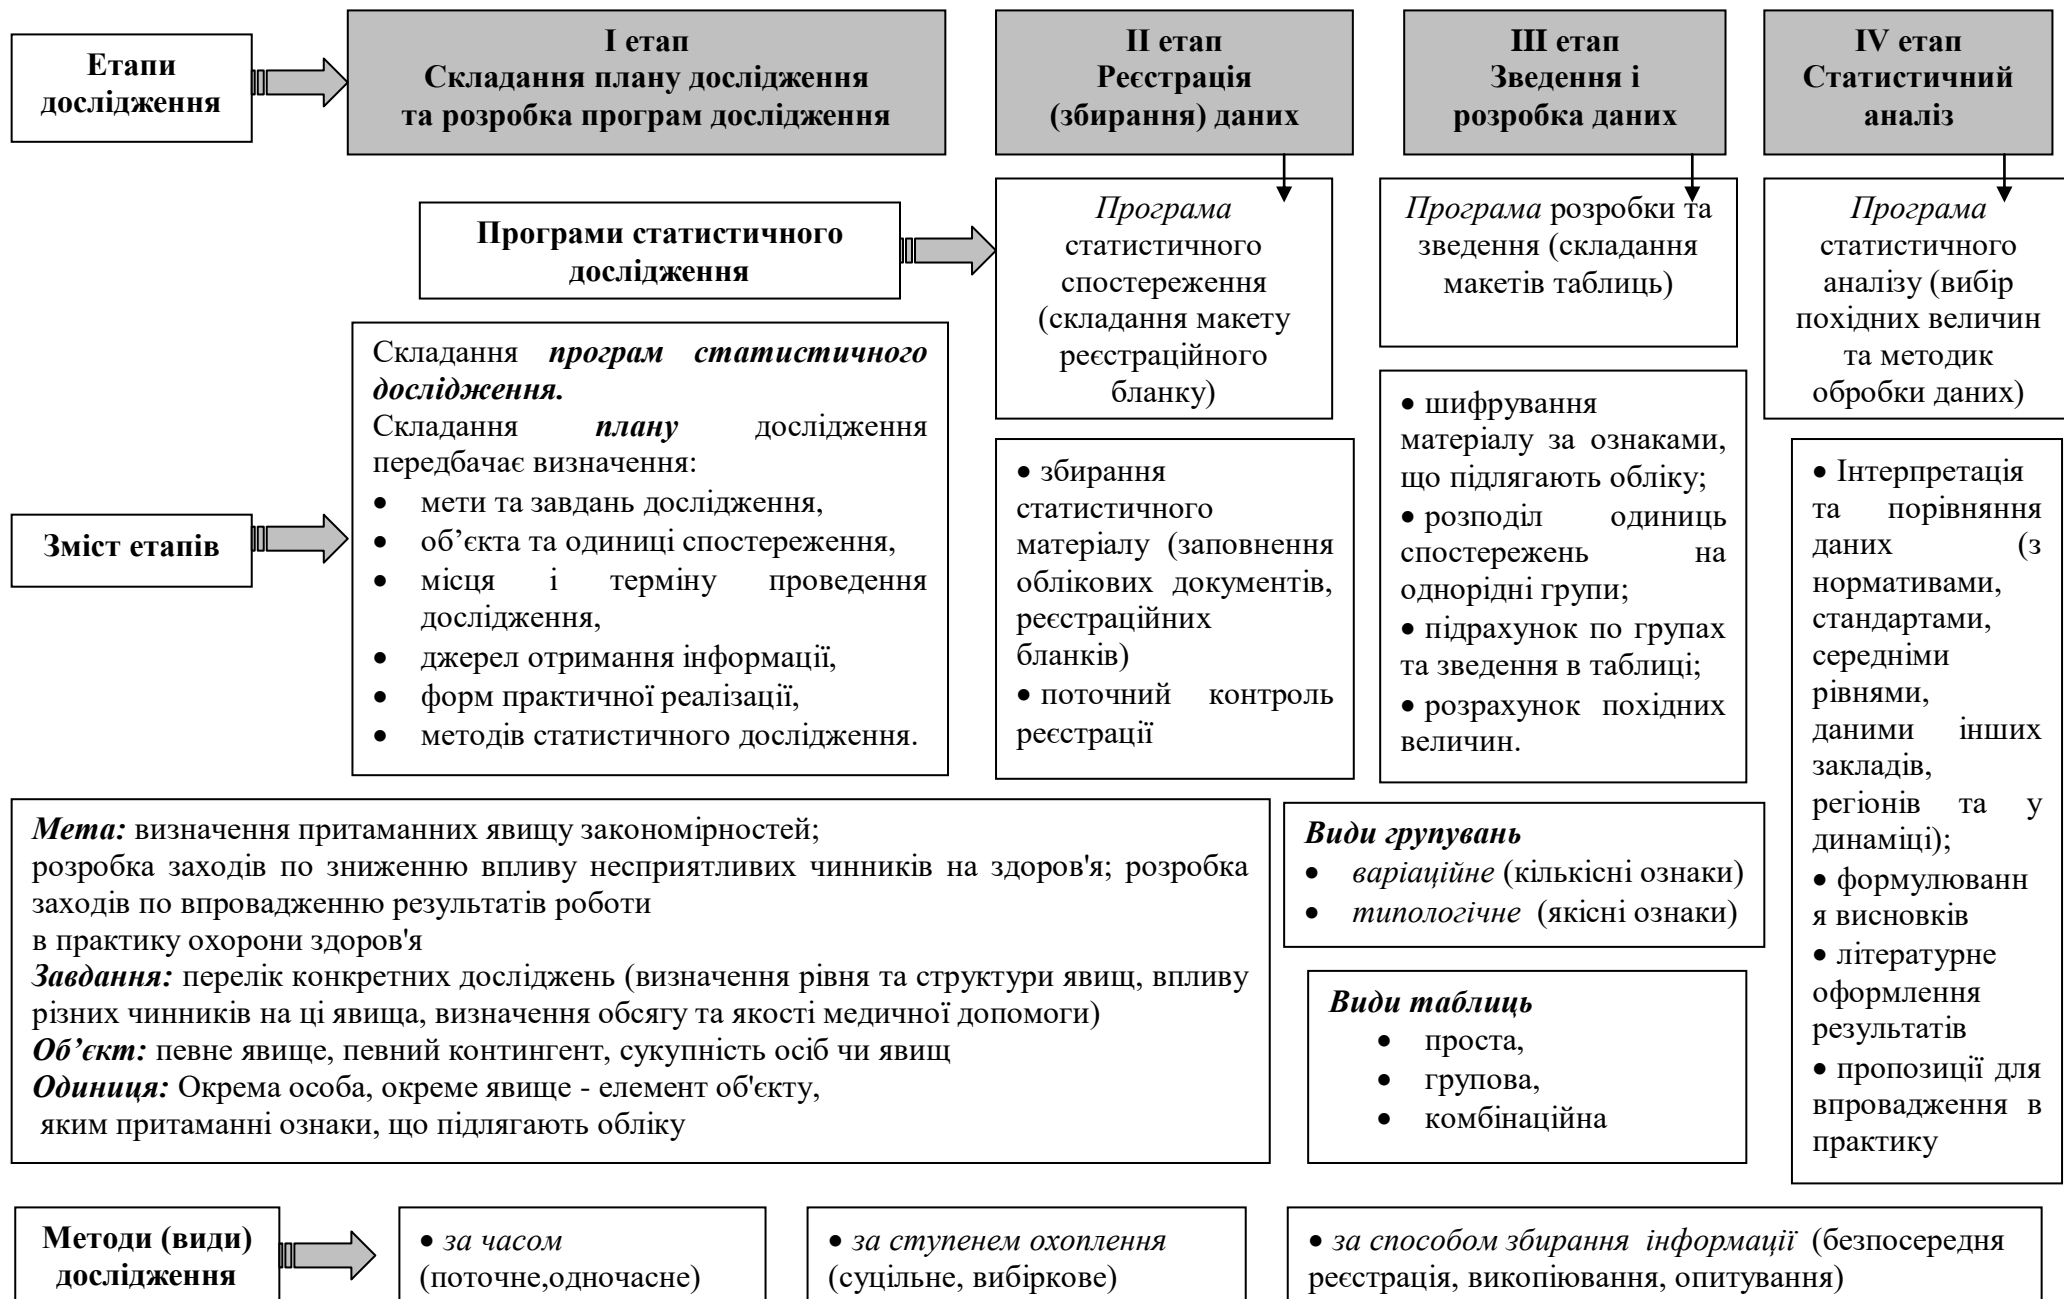 Етапи
дослідження
І етап
Складання плану дослідження
та розробка програм дослідження
ІІ етап
Реєстрація
(збирання) даних
ІІІ етап
Зведення і
розробка даних
IV етап
Статистичний
аналіз
Програми статистичного
дослідження
Програма
статистичного
спостереження
(складання макету
реєстраційного
бланку)
Програма розробки та
зведення (складання
макетів таблиць)
Програма
статистичного
аналізу (вибір
похідних величин
та методик
обробки даних)
Зміст етапів
Складання програм статистичного
дослідження.
Складання плану дослідження
передбачає визначення:
• мети та завдань дослідження,
• об’єкта та одиниці спостереження,
• місця і терміну проведення
дослідження,
• джерел отримання інформації,
• форм практичної реалізації,
• методів статистичного дослідження.
• збирання
статистичного
матеріалу (заповнення
облікових документів,
реєстраційних
бланків)
• поточний контроль
реєстрації
• шифрування
матеріалу за ознаками,
що підлягають обліку;
• розподіл одиниць
спостережень на
однорідні групи;
• підрахунок по групах
та зведення в таблиці;
• розрахунок похідних
величин.
• Інтерпретація
та порівняння
даних (з
нормативами,
стандартами,
середніми
рівнями,
даними інших
закладів,
регіонів та у
динаміці);
• формулюванн
я висновків
• літературне
оформлення
результатів
• пропозиції для
впровадження в
практику
Мета: визначення притаманних явищу закономірностей;
розробка заходів по зниженню впливу несприятливих чинників на здоров'я; розробка
заходів по впровадженню результатів роботи
в практику охорони здоров'я
Завдання: перелік конкретних досліджень (визначення рівня та структури явищ, впливу
різних чинників на ці явища, визначення обсягу та якості медичної допомоги)
Об’єкт: певне явище, певний контингент, сукупність осіб чи явищ
Одиниця: Окрема особа, окреме явище - елемент об'єкту,
яким притаманні ознаки, що підлягають обліку
Види групувань
• варіаційне (кількісні ознаки)
• типологічне (якісні ознаки)
Види таблиць
• проста,
• групова,
• комбінаційна
Методи (види)
дослідження
• за часом
(поточне,одночасне)
• за ступенем охоплення
(суцільне, вибіркове)
• за способом збирання інформації (безпосередня
реєстрація, викопіювання, опитування)